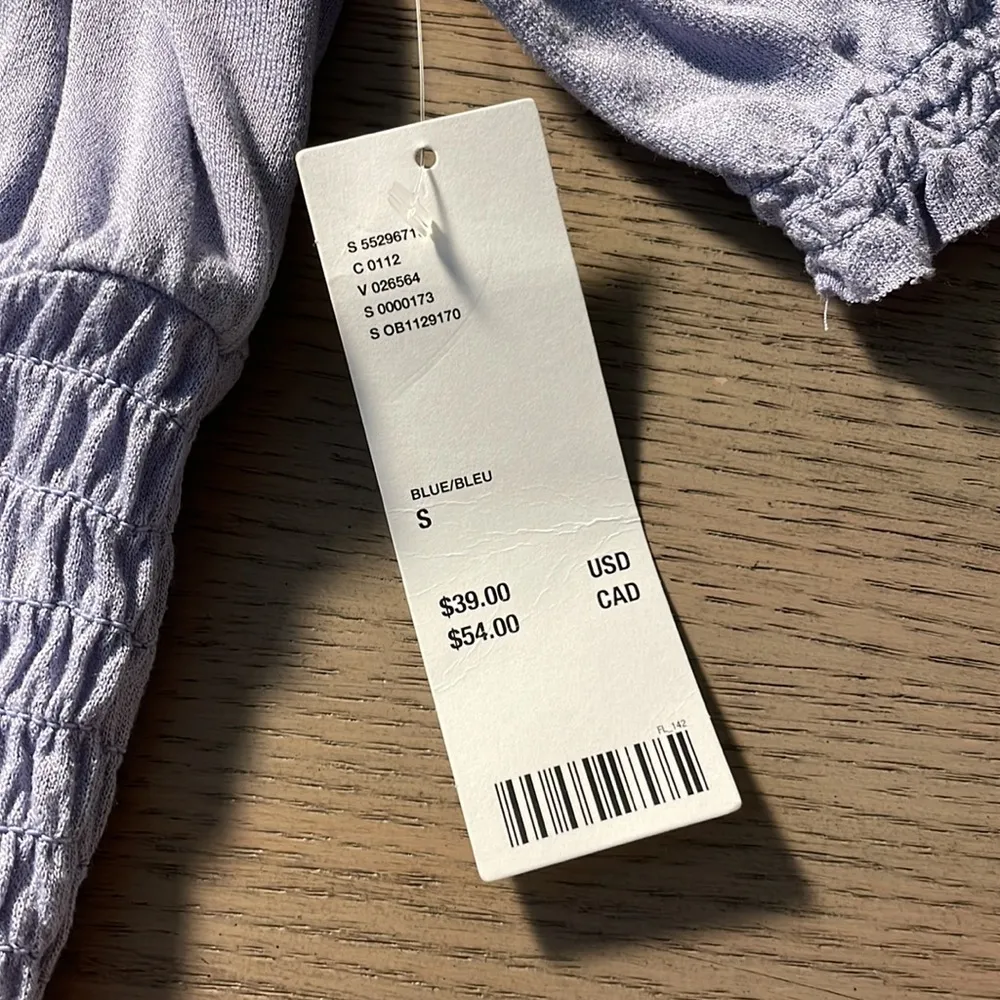 S 5529671
C 0112
V 026564
S 0000173
S OB1129170
BLUE/BLEU
S
$39.00 USD
$54.00 CAD
FL_142